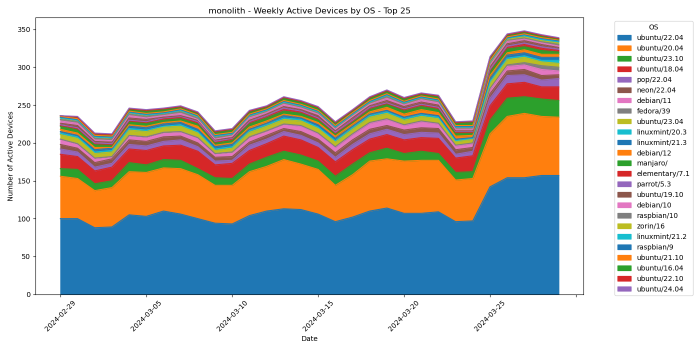 monolith - Weekly Active Devices by OS - Top 25
Number of Active Devices
350
300
250
200
150
100
50
0
2024-02-29
2024-03-05
2024-03-10
2024-03-15
2024-03-20
2024-03-25
Date
OS
ubuntu/22.04
ubuntu/20.04
ubuntu/23.10
ubuntu/18.04
pop/22.04
neon/22.04
debian/11
fedora/39
ubuntu/23.04
linuxmint/20.3
linuxmint/21.3
debian/12
manjaro/
elementary/7.1
parrot/5.3
ubuntu/19.10
debian/10
raspbian/10
zorin/16
linuxmint/21.2
raspbian/9
ubuntu/21.10
ubuntu/16.04
ubuntu/22.10
ubuntu/24.04